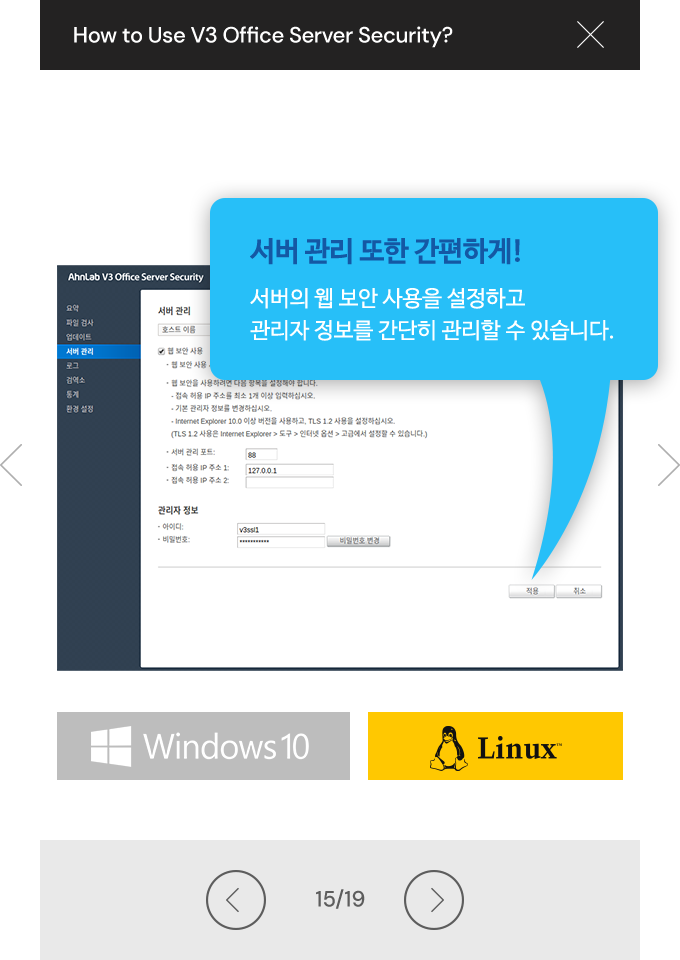 How to Use V3 Office Server Security?
서버 관리 또한 간편하게!
서버의 웹 보안 사용을 설정하고
관리자 정보를 간단히 관리할 수 있습니다.
AhnLab V3 Office Server Security
요약
파일 검사
업데이트
서버 관리
로그
검역소
통계
환경 설정
서버 관리
호스트 이름
웹 보안 사용
- 웹 보안 사용
- 웹 보안을 사용하려면 다음 항목을 설정해야 합니다.
- 접속 허용 IP 주소를 최소 1개 이상 입력하십시오.
- 기본 관리자 정보를 변경하십시오.
- Internet Explorer 10.0 이상 버전을 사용하고, TLS 1.2 사용을 설정하십시오.
(TLS 1.2 사용은 Internet Explorer > 도구 > 인터넷 옵션 > 고급에서 설정할 수 있습니다.)
- 서버 관리 포트: 88
- 접속 허용 IP 주소 1: 127.0.0.1
- 접속 허용 IP 주소 2:
관리자 정보
- 아이디: v3ssl1
- 비밀번호: *********** 비밀번호 변경
적용 취소
Windows 10
Linux™
15/19